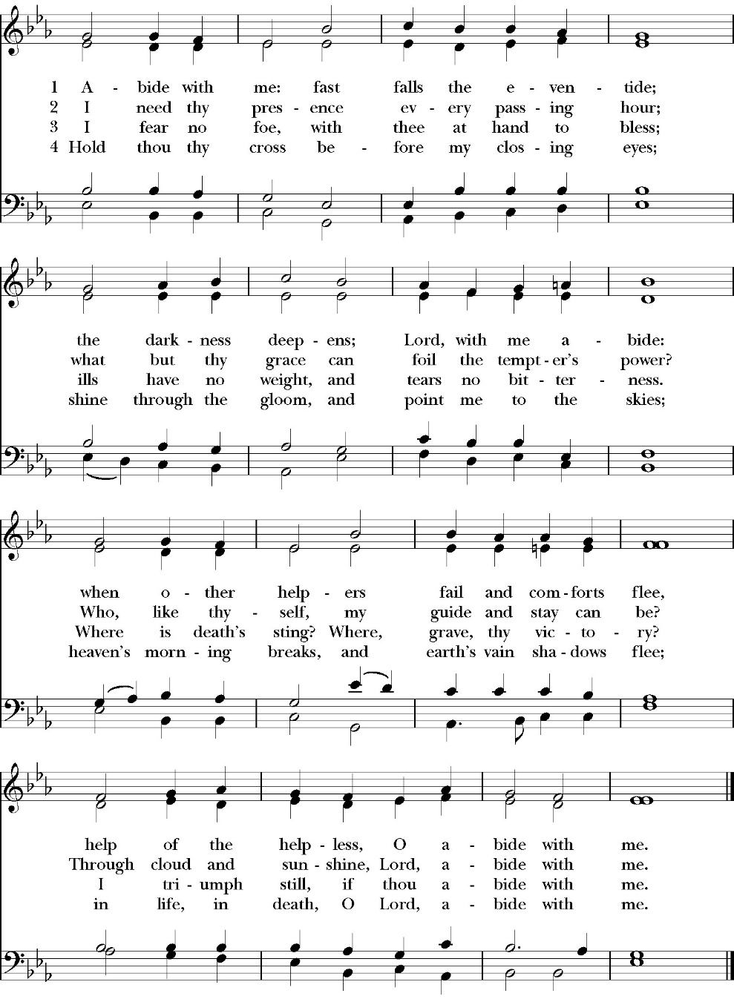 1 A - bide with me: fast falls the e - ven - tide;
2 I need thy pres - ence ev - ery pass - ing hour;
3 I fear no foe, with thee at hand to bless;
4 Hold thou thy cross be - fore my clos - ing eyes;
the dark - ness deep - ens; Lord, with me a - bide:
what but thy grace can foil the tempt - er's power?
ills have no weight, and tears no bit - ter - ness.
shine through the gloom, and point me to the skies;
when o - ther help - ers fail and com - forts flee,
Who, like thy - self, my guide and stay can be?
Where is death's sting? Where, grave, thy vic - to - ry?
heaven's morn - ing breaks, and earth's vain sha - dows flee;
help of the help - less, O a - bide with me.
Through cloud and sun - shine, Lord, a - bide with me.
I tri - umph still, if thou a - bide with me.
in life, in death, O Lord, a - bide with me.